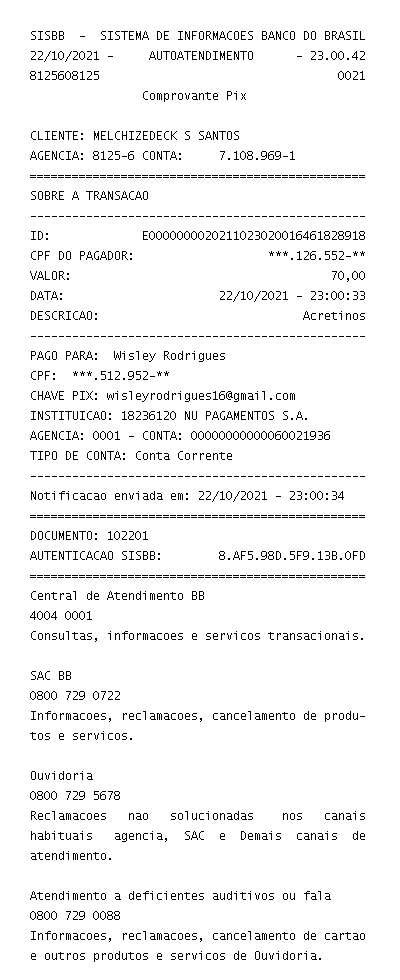 SISBB - SISTEMA DE INFORMACOES BANCO DO BRASIL
22/10/2021 - AUTOATENDIMENTO - 23.00.42
8125608125 0021
Comprovante Pix
CLIENTE: MELCHIZEDECK S SANTOS
AGENCIA: 8125-6 CONTA: 7.108.969-1
================================================
SOBRE A TRANSACAO
------------------------------------------------
ID: E0000000020211023020016461828918
CPF DO PAGADOR: ***.126.552-**
VALOR: 70,00
DATA: 22/10/2021 - 23:00:33
DESCRICAO: Acretinos
------------------------------------------------
PAGO PARA: Wisley Rodrigues
CPF: ***.512.952-**
CHAVE PIX: wisleyrodrigues16@gmail.com
INSTITUICAO: 18236120 NU PAGAMENTOS S.A.
AGENCIA: 0001 - CONTA: 00000000000060021936
TIPO DE CONTA: Conta Corrente
------------------------------------------------
Notificacao enviada em: 22/10/2021 - 23:00:34
================================================
DOCUMENTO: 102201
AUTENTICACAO SISBB: 8.AF5.98D.5F9.13B.0FD
================================================
Central de Atendimento BB
4004 0001
Consultas, informacoes e servicos transacionais.
SAC BB
0800 729 0722
Informacoes, reclamacoes, cancelamento de produ-
tos e servicos.
Ouvidoria
0800 729 5678
Reclamacoes nao solucionadas nos canais
habituais agencia, SAC e Demais canais de
atendimento.
Atendimento a deficientes auditivos ou fala
0800 729 0088
Informacoes, reclamacoes, cancelamento de cartao
e outros produtos e servicos de Ouvidoria.